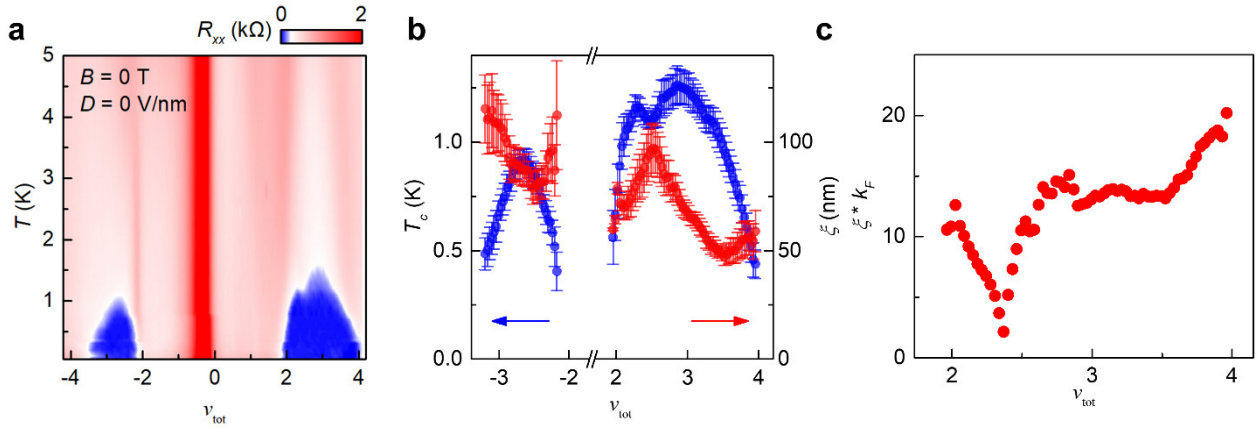 a
R_xx (kΩ)
0
2
B = 0 T
D = 0 V/nm
5
4
3
2
1
T (K)
-4
-2
0
2
4
ν_tot
b
1.0
0.5
0.0
T_c (K)
100
50
0
ξ (nm)
-3
-2
2
3
4
ν_tot
c
20
10
0
ξ* k_F
2
3
4
ν_tot